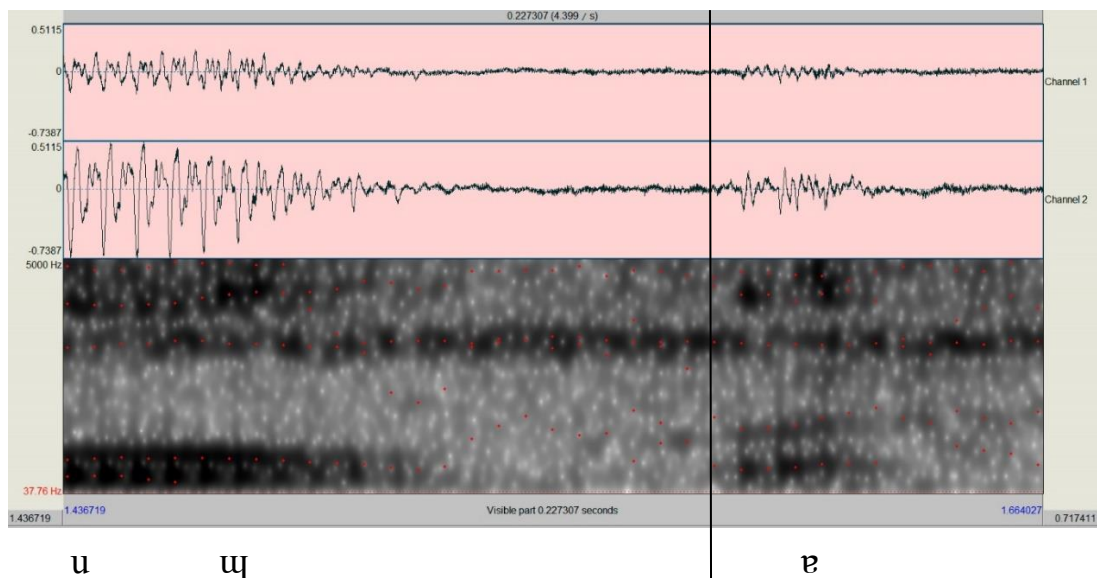 0.227307 (4.399 / s)
0.5115
0
-0.7387
Channel 1
0.5115
0
-0.7387
Channel 2
5000 Hz
37.76 Hz
1.436719 1.436719 Visible part 0.227307 seconds 1.664027 0.717411
u ɰ ɐ